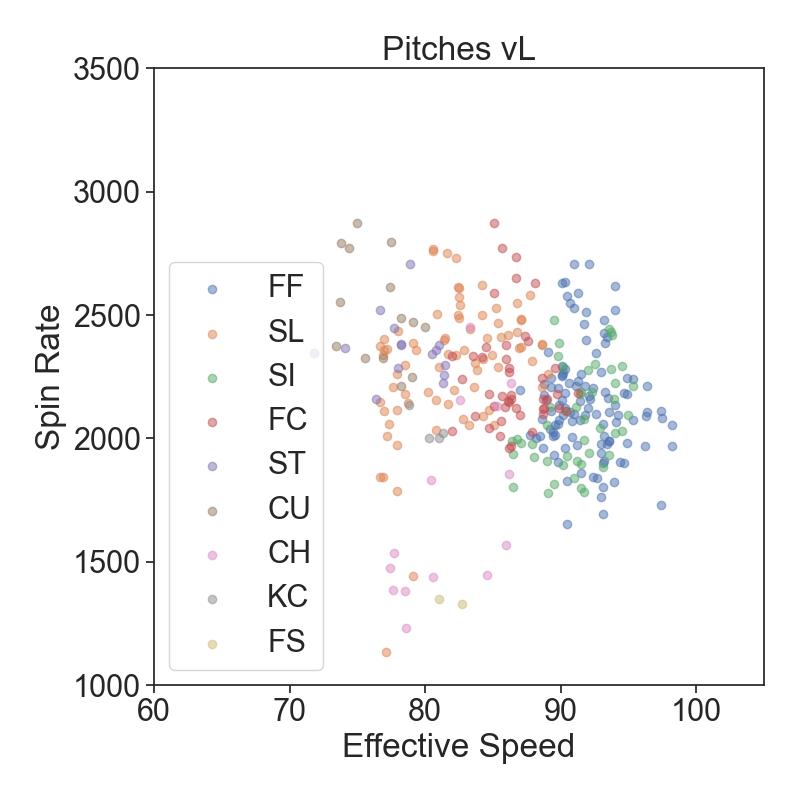 Pitches vL
3500
3000
2500
2000
1500
1000
Spin Rate
FF
SL
SI
FC
ST
CU
CH
KC
FS
60 70 80 90 100
Effective Speed